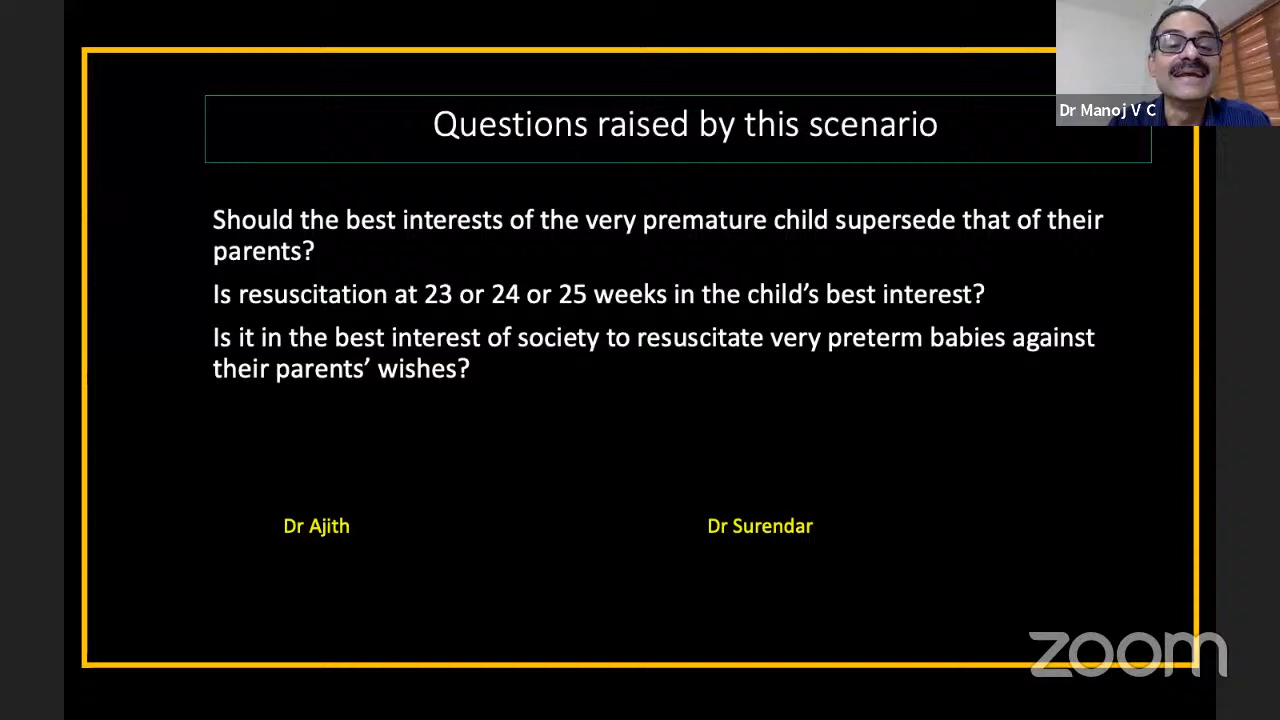 Dr Manoj V C
Questions raised by this scenario
Should the best interests of the very premature child supersede that of their
parents?
Is resuscitation at 23 or 24 or 25 weeks in the child’s best interest?
Is it in the best interest of society to resuscitate very preterm babies against
their parents’ wishes?
Dr Ajith
Dr Surendar
zoom